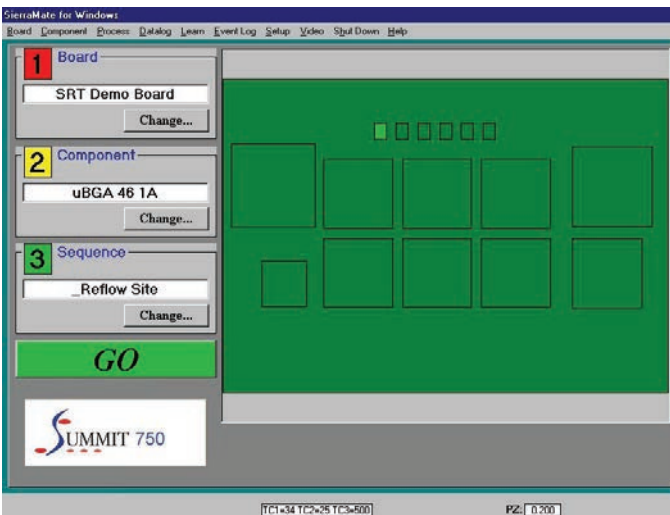 SierraMate for Windows
Board Component Process Datalog Learn Event Log Setup Video Shut Down Help
1 Board
SRT Demo Board
Change...
2 Component
uBGA 46 1A
Change...
3 Sequence
_Reflow Site
Change...
GO
SUMMIT 750
TC1=34 TC2=25 TC3=500 PZ: 0.200